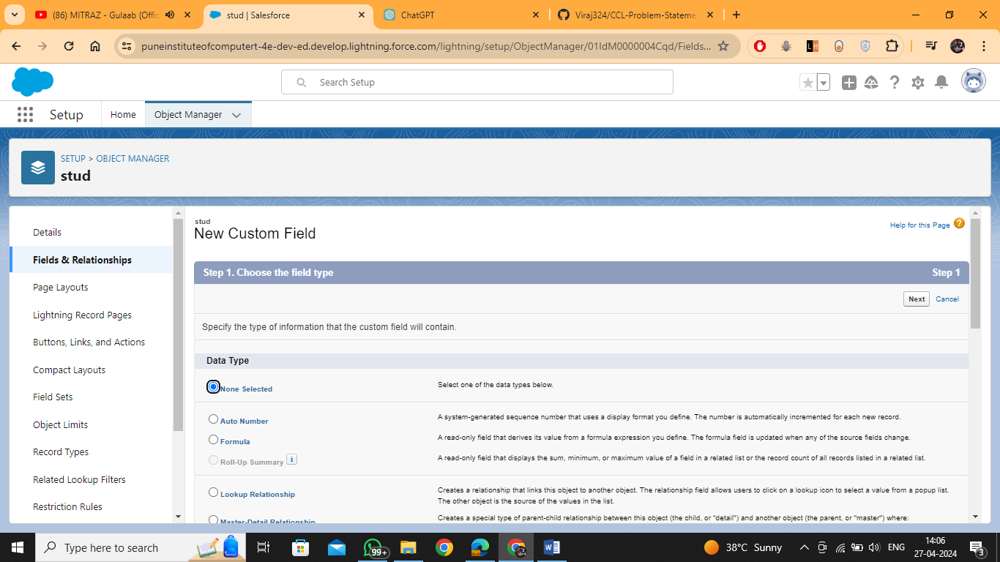 (86) MITRAZ - Gulaab (Offic
stud | Salesforce
ChatGPT
Viraj324/CCL-Problem-Stateme
puneinstituteofcomputert-4e-dev-ed.develop.lightning.force.com/lightning/setup/ObjectManager/01IdM0000004Cqd/Fields...
Search Setup
Setup
Home
Object Manager
SETUP > OBJECT MANAGER
stud
Details
Fields & Relationships
Page Layouts
Lightning Record Pages
Buttons, Links, and Actions
Compact Layouts
Field Sets
Object Limits
Record Types
Related Lookup Filters
Restriction Rules
stud
New Custom Field
Help for this Page
Step 1. Choose the field type
Step 1
Next
Cancel
Specify the type of information that the custom field will contain.
Data Type
None Selected
Select one of the data types below.
Auto Number
A system-generated sequence number that uses a display format you define. The number is automatically incremented for each new record.
Formula
A read-only field that derives its value from a formula expression you define. The formula field is updated when any of the source fields change.
Roll-Up Summary
A read-only field that displays the sum, minimum, or maximum value of a field in a related list or the record count of all records listed in a related list.
Lookup Relationship
Creates a relationship that links this object to another object. The relationship field allows users to click on a lookup icon to select a value from a popup list.
The other object is the source of the values in the list.
Master-Detail Relationship
Creates a special type of parent-child relationship between this object (the child, or "detail") and another object (the parent, or "master") where:
Type here to search
99+
38°C Sunny
ENG
14:06
27-04-2024
3